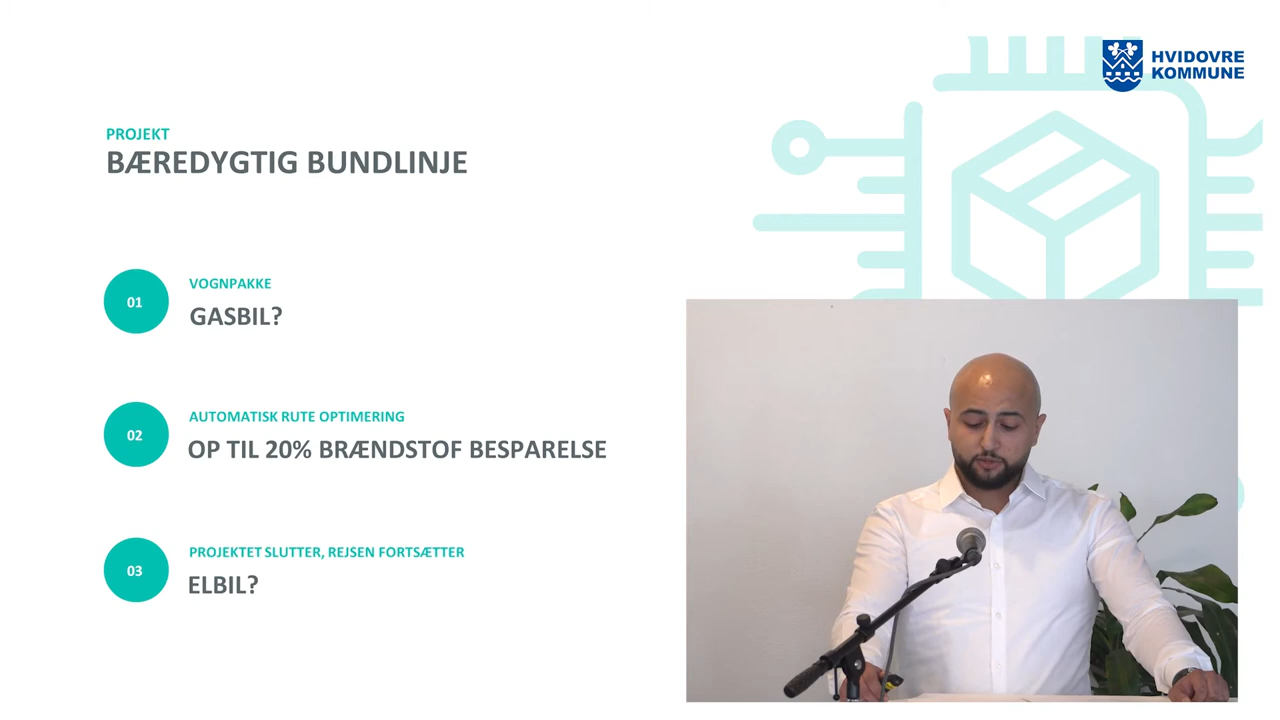 HVIDOVRE
KOMMUNE
PROJEKT
BÆREDYGTIG BUNDLINJE
01
VOGNPAKKE
GASBIL?
02
AUTOMATISK RUTE OPTIMERING
OP TIL 20% BRÆNDSTOF BESPARELSE
03
PROJEKTET SLUTTER, REJSEN FORTSÆTTER
ELBIL?